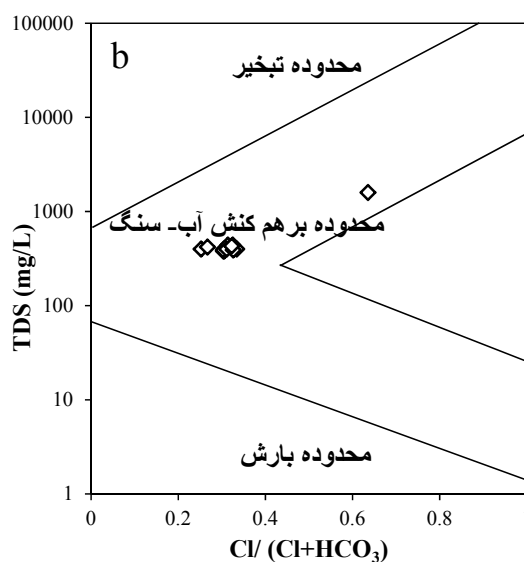 b
محدوده تبخیر
محدوده برهم کنش آب- سنگ
محدوده بارش
100000
10000
1000
100
10
1
TDS (mg/L)
0
0.2
0.4
0.6
0.8
Cl/ (Cl+HCO₃)